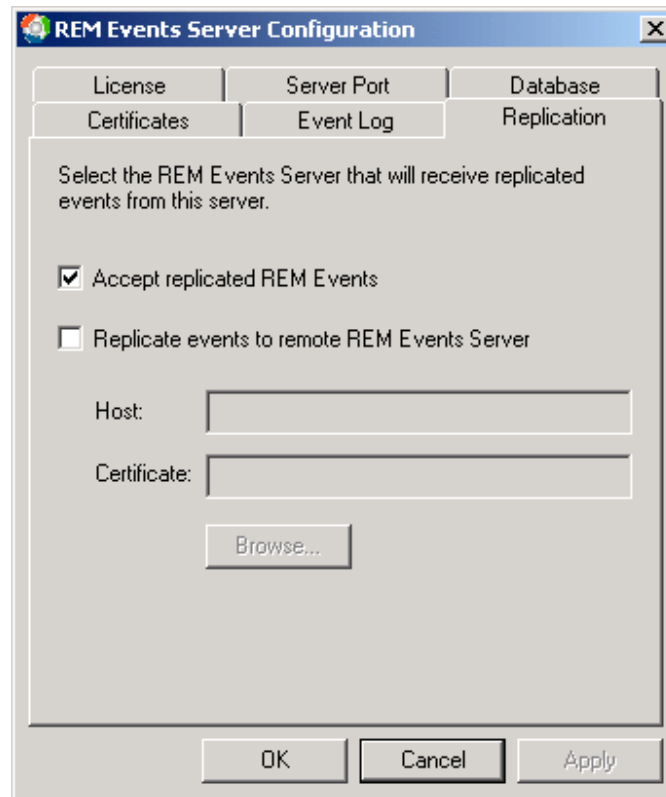 REM Events Server Configuration
License Server Port Database
Certificates Event Log Replication
Select the REM Events Server that will receive replicated
events from this server.
Accept replicated REM Events
Replicate events to remote REM Events Server
Host:
Certificate:
Browse...
OK Cancel Apply